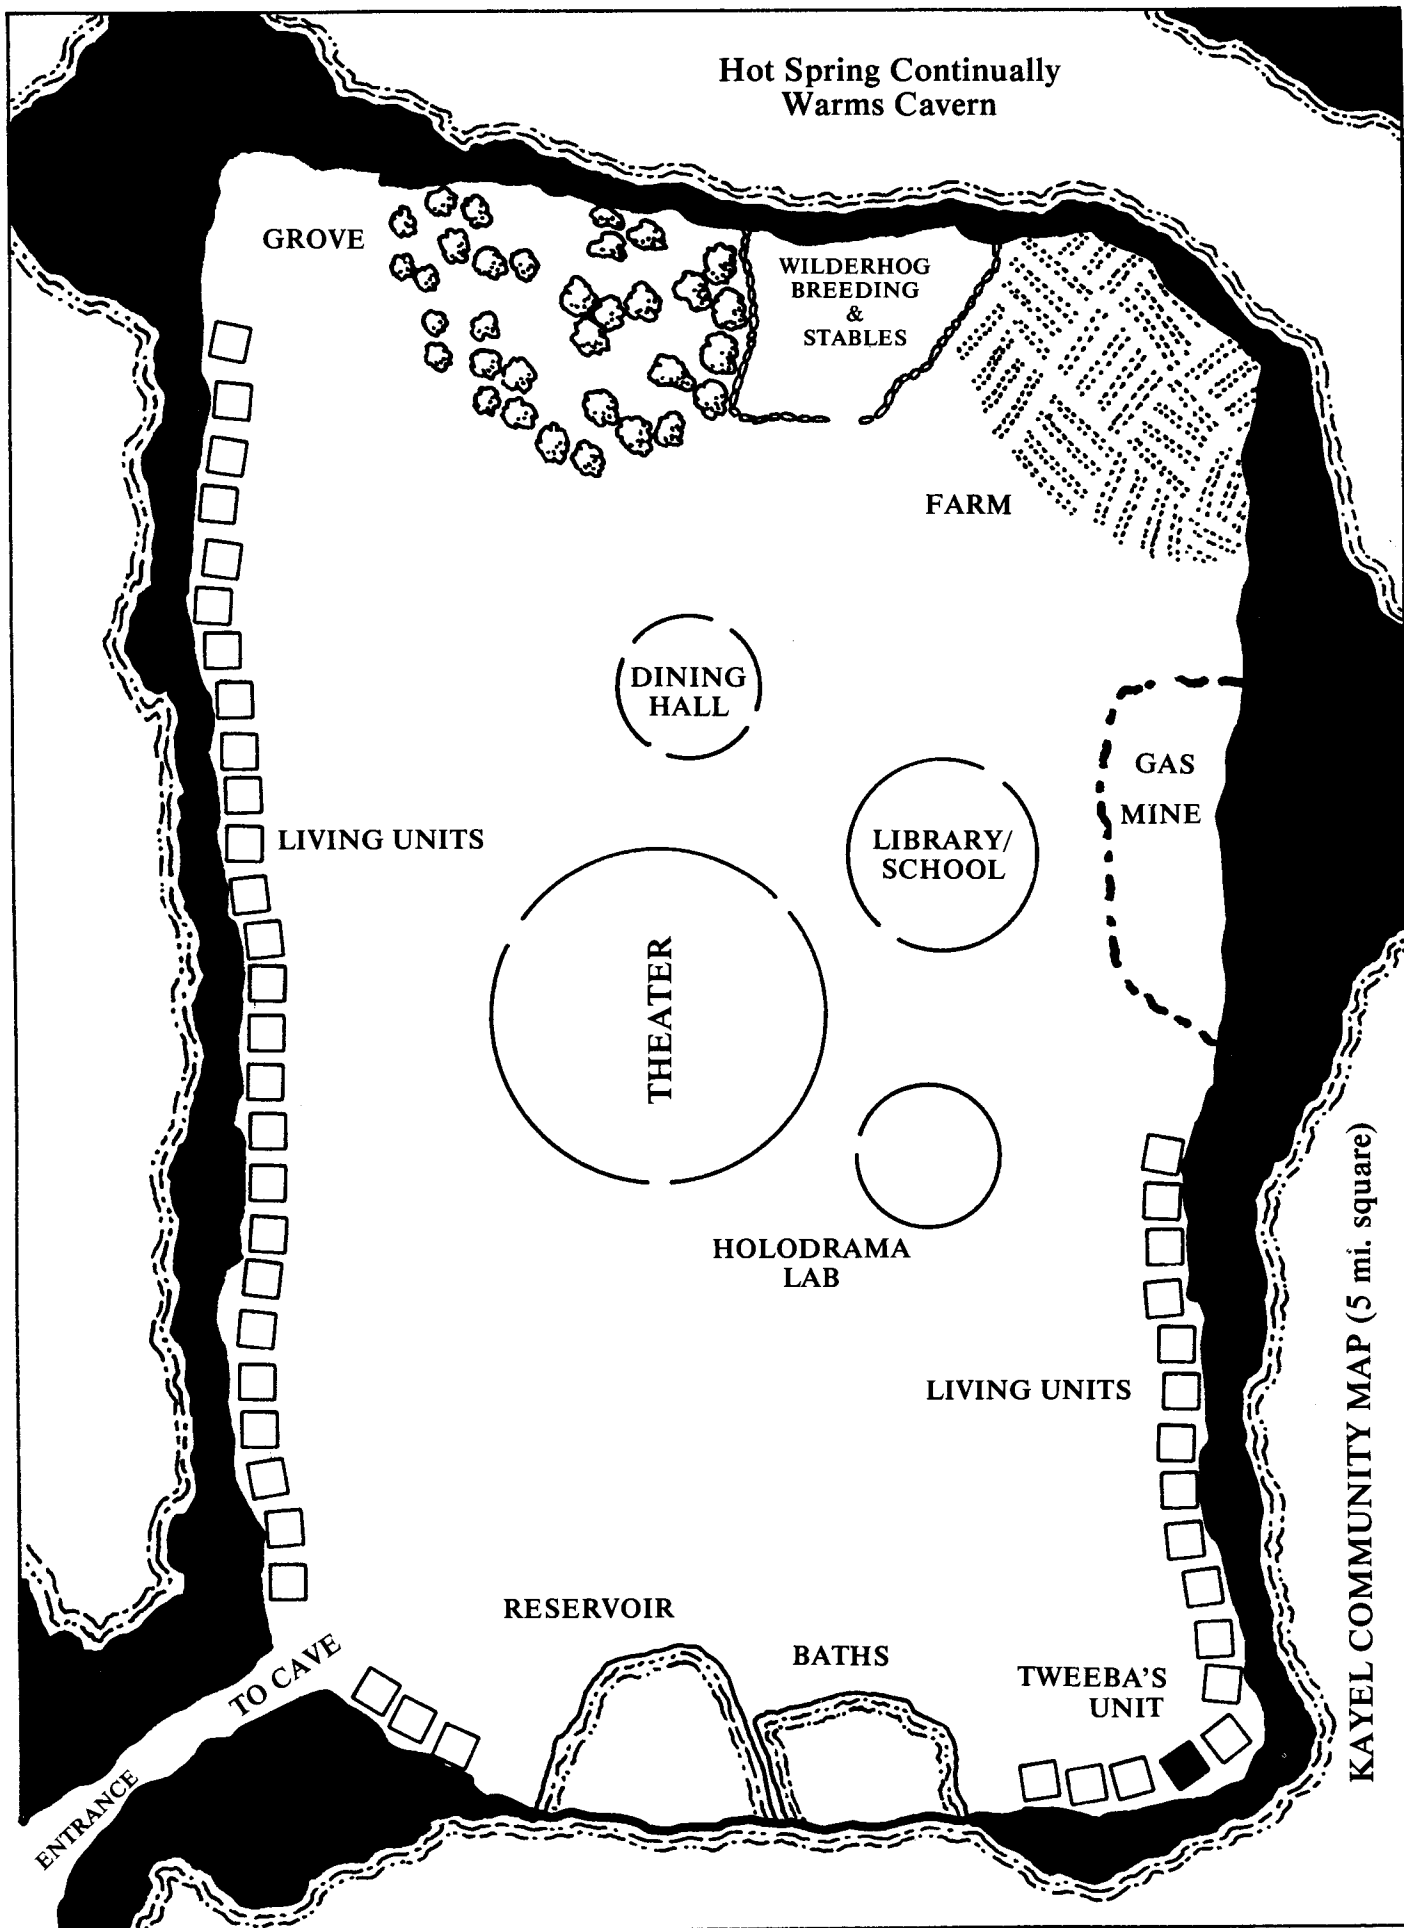 Hot Spring Continually
Warms Cavern
GROVE
WILDERHOG
BREEDING
&
STABLES
FARM
DINING
HALL
GAS
MINE
LIVING UNITS
LIBRARY/
SCHOOL
THEATER
HOLODRAMA
LAB
LIVING UNITS
RESERVOIR
BATHS
TWEEBA'S
UNIT
TO CAVE
ENTRANCE
KAYEL COMMUNITY MAP (5 mi. square)